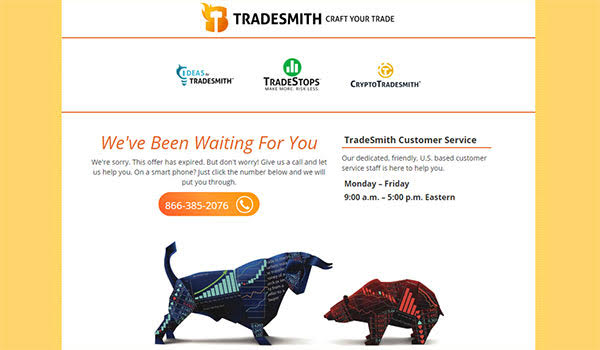 TRADESMITH CRAFT YOUR TRADE
IDEAS by
TRADESMITH™
TRADESTOPS™
MAKE MORE. RISK LESS.
CRYPTOTRADESMITH™
We've Been Waiting For You
We're sorry. This offer has expired. But don't worry! Give us a call and let
us help you. On a smart phone? Just click the number below and we will
put you through.
866-385-2076
TradeSmith Customer Service
Our dedicated, friendly, U.S. based customer
service staff is here to help you.
Monday – Friday
9:00 a.m. – 5:00 p.m. Eastern